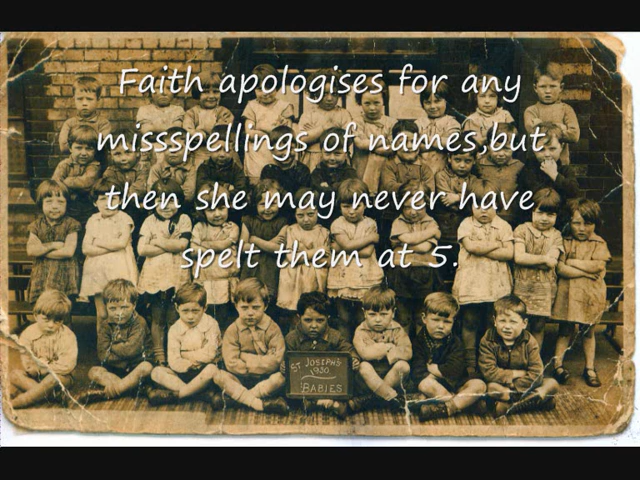 Faith apologises for any
missspellings of names,but
then she may never have
spelt them at 5.
ST JOSEPH'S
1930
BABIES